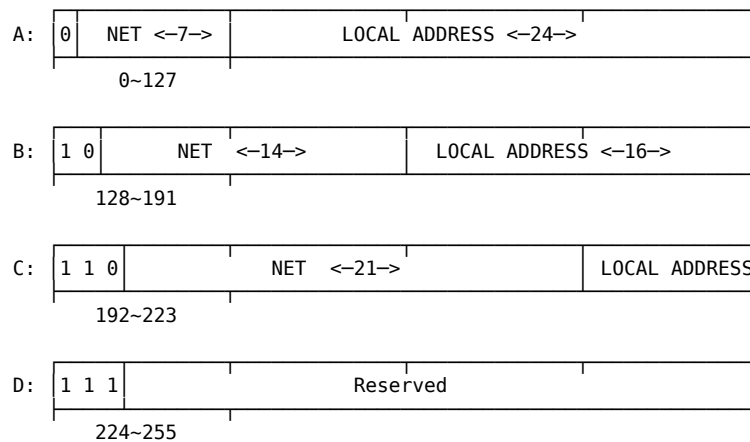 A: 0 NET <—7—> LOCAL ADDRESS <—24—>
0~127
B: 1 0 NET <—14—> LOCAL ADDRESS <—16—>
128~191
C: 1 1 0 NET <—21—> LOCAL ADDRESS
192~223
D: 1 1 1 Reserved
224~255